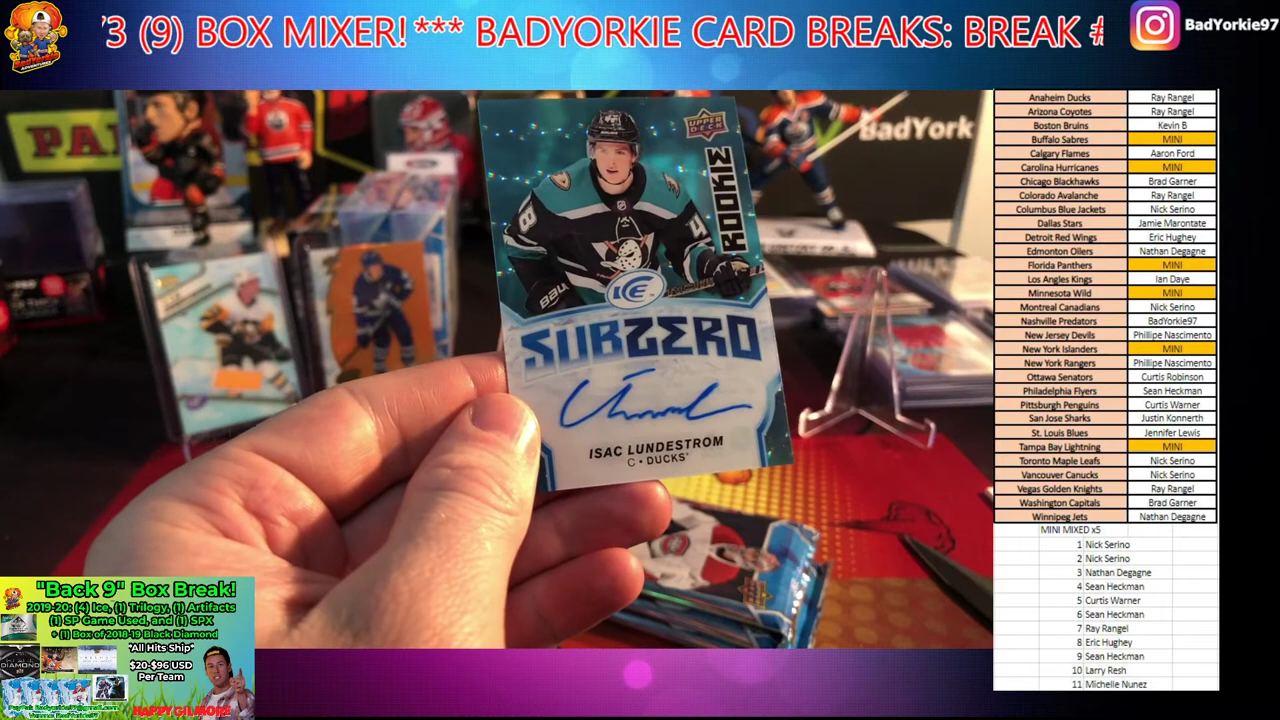 '3 (9) BOX MIXER! *** BADYORKIE CARD BREAKS: BREAK #
BadYorkie97
BadYork
UPPER DECK
ROOKIE
48
ICE
SUBZERO
ISAC LUNDESTROM
C • DUCKS
Anaheim Ducks Ray Rangel
Arizona Coyotes Ray Rangel
Boston Bruins Kevin B
Buffalo Sabres MINI
Calgary Flames Aaron Ford
Carolina Hurricanes MINI
Chicago Blackhawks Brad Garner
Colorado Avalanche Ray Rangel
Columbus Blue Jackets Nick Serino
Dallas Stars Jamie Marontate
Detroit Red Wings Eric Hughey
Edmonton Oilers Nathan Degagne
Florida Panthers MINI
Los Angeles Kings Ian Daye
Minnesota Wild MINI
Montreal Canadians Nick Serino
Nashville Predators BadYorkie97
New Jersey Devils Phillipe Nascimento
New York Islanders MINI
New York Rangers Phillipe Nascimento
Ottawa Senators Curtis Robinson
Philadelphia Flyers Sean Heckman
Pittsburgh Penguins Curtis Warner
San Jose Sharks Justin Konnerth
St. Louis Blues Jennifer Lewis
Tampa Bay Lightning MINI
Toronto Maple Leafs Nick Serino
Vancouver Canucks Nick Serino
Vegas Golden Knights Ray Rangel
Washington Capitals Brad Garner
Winnipeg Jets Nathan Degagne
MINI MIXED x5
1 Nick Serino
2 Nick Serino
3 Nathan Degagne
4 Sean Heckman
5 Curtis Warner
6 Sean Heckman
7 Ray Rangel
8 Eric Hughey
9 Sean Heckman
10 Larry Resh
11 Michelle Nunez
"Back 9" Box Break!
2019-20: (4) Ice, (1) Trilogy, (1) Artifacts
(1) SP Game Used, and (1) SPX
+ (1) Box of 2018-19 Black Diamond
*All Hits Ship*
$20-$96 USD
Per Team
HAPPY GILMORE